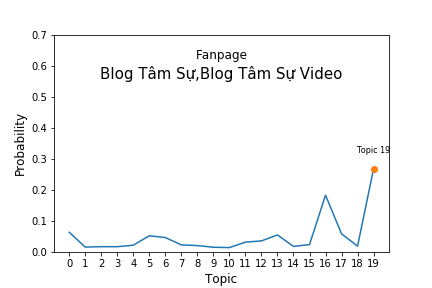 0.7
Fanpage
Blog Tâm Sự,Blog Tâm Sự Video
0.6
0.5
0.4
Probability
Topic 19
0.3
0.2
0.1
0.0
0 1 2 3 4 5 6 7 8 9 10 11 12 13 14 15 16 17 18 19
Topic